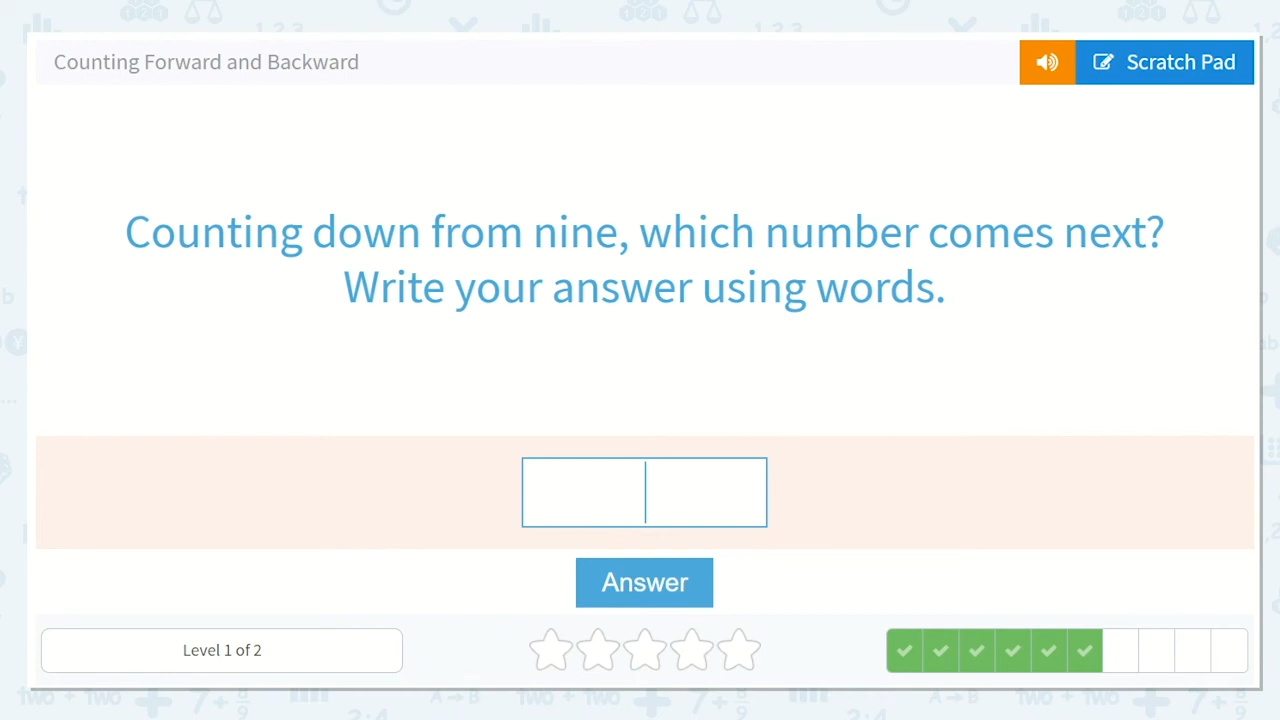 Counting Forward and Backward
Scratch Pad
Counting down from nine, which number comes next?
Write your answer using words.
Answer
Level 1 of 2